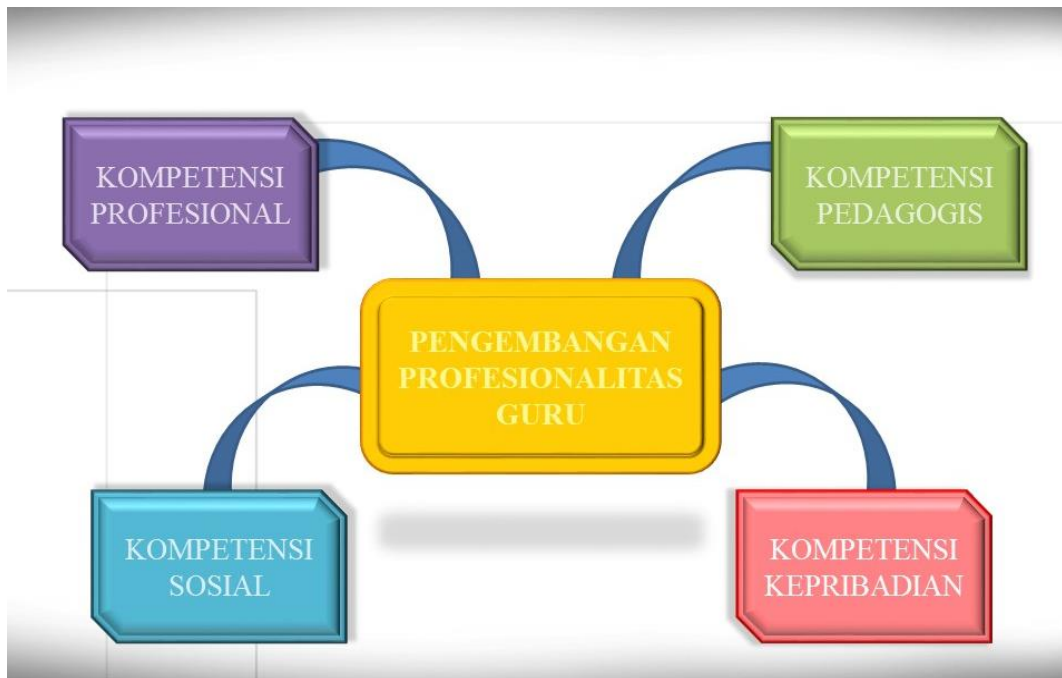 KOMPETENSI
PROFESIONAL
KOMPETENSI
PEDAGOGIS
PENGEMBANGAN
PROFESIONALITAS
GURU
KOMPETENSI
SOSIAL
KOMPETENSI
KEPRIBADIAN